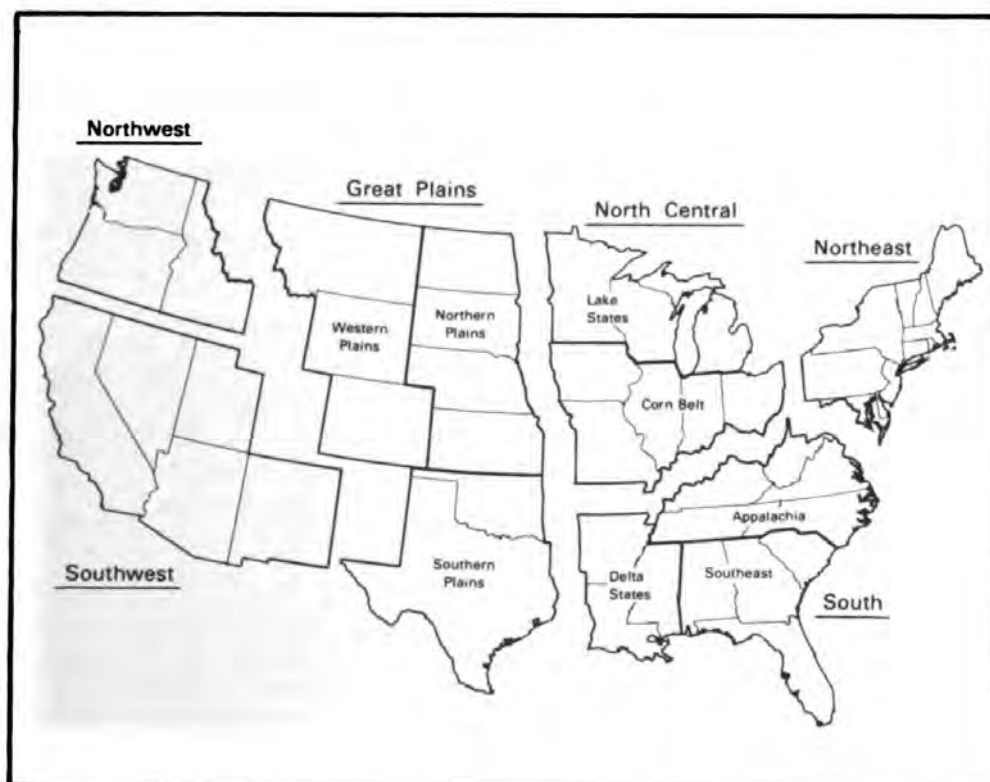 Northwest
Great Plains
North Central
Northeast
Lake
States
Western
Plains
Northern
Plains
Corn Belt
Appalachia
Southwest
Southern
Plains
Delta
States
Southeast
South